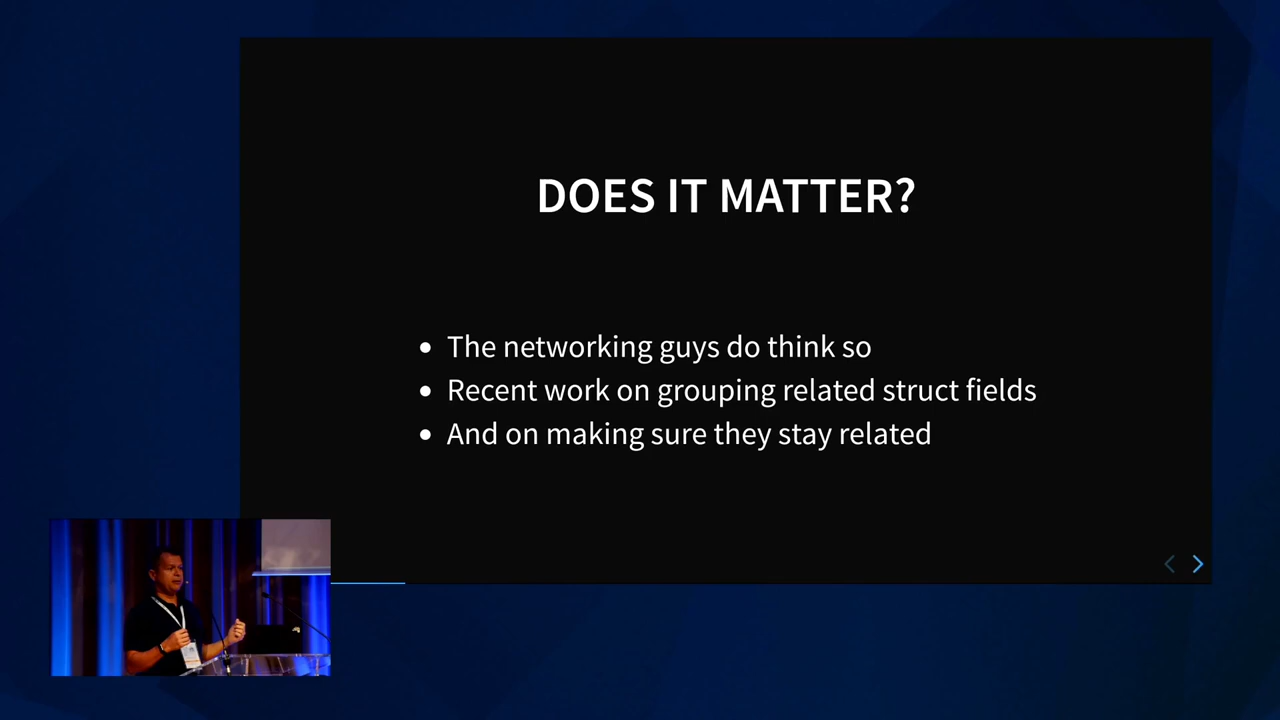 DOES IT MATTER?
The networking guys do think so
Recent work on grouping related struct fields
And on making sure they stay related